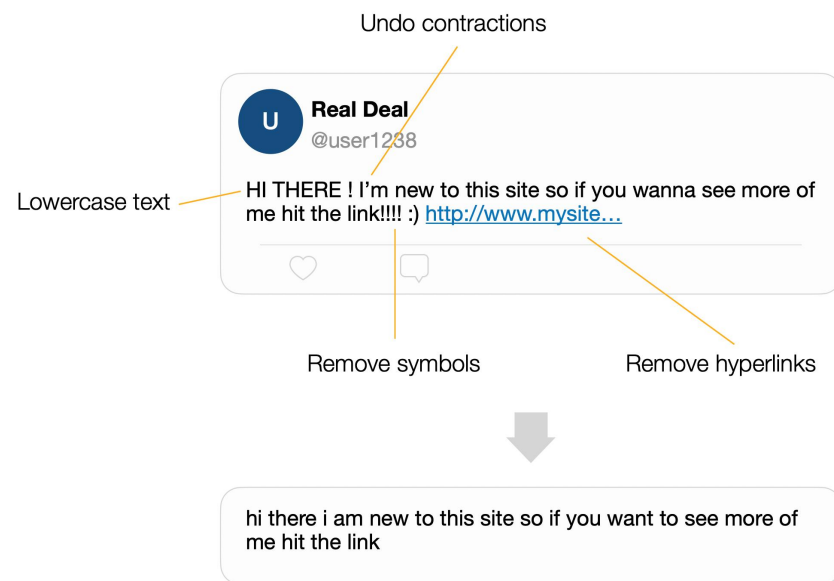 Undo contractions
U
Real Deal
@user1238
Lowercase text
HI THERE ! I’m new to this site so if you wanna see more of
me hit the link!!!! :) http://www.mysite...
Remove symbols
Remove hyperlinks
hi there i am new to this site so if you want to see more of
me hit the link